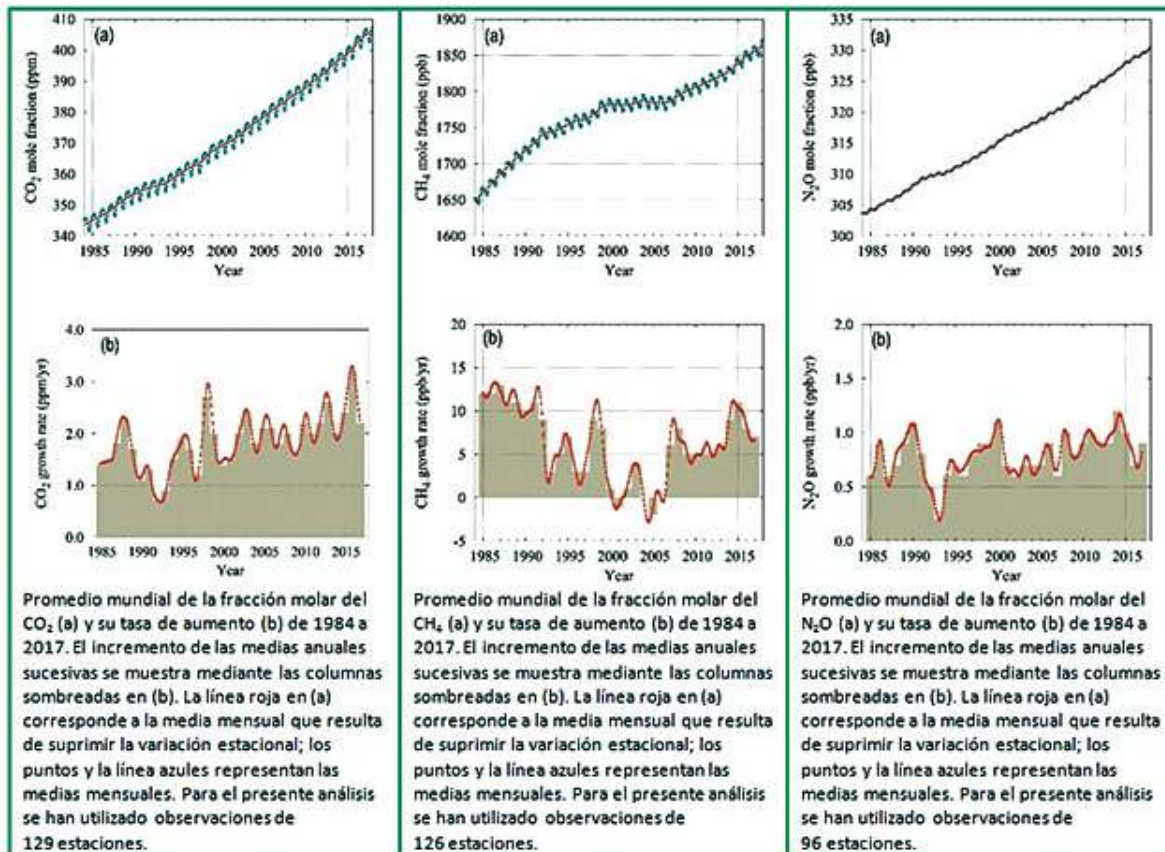 (a)
410
400
390
380
370
360
350
340
CO₂ mole fraction (ppm)
1985 1990 1995 2000 2005 2010 2015
Year
(b)
4.0
3.0
2.0
1.0
0.0
CO₂ growth rate (ppm/yr)
1985 1990 1995 2000 2005 2010 2015
Year
Promedio mundial de la fracción molar del
CO₂ (a) y su tasa de aumento (b) de 1984 a
2017. El incremento de las medias anuales
sucesivas se muestra mediante las columnas
sombreadas en (b). La línea roja en (a)
corresponde a la media mensual que resulta
de suprimir la variación estacional; los
puntos y la línea azules representan las
medias mensuales. Para el presente análisis
se han utilizado observaciones de
129 estaciones.
(a)
1900
1850
1800
1750
1700
1650
1600
CH₄ mole fraction (ppb)
1985 1990 1995 2000 2005 2010 2015
Year
(b)
20
15
10
5
0
-5
CH₄ growth rate (ppb/yr)
1985 1990 1995 2000 2005 2010 2015
Year
Promedio mundial de la fracción molar del
CH₄ (a) y su tasa de aumento (b) de 1984 a
2017. El incremento de las medias anuales
sucesivas se muestra mediante las columnas
sombreadas en (b). La línea roja en (a)
corresponde a la media mensual que resulta
de suprimir la variación estacional; los
puntos y la línea azules representan las
medias mensuales. Para el presente análisis
se han utilizado observaciones de
126 estaciones.
(a)
335
330
325
320
315
310
305
300
N₂O mole fraction (ppb)
1985 1990 1995 2000 2005 2010 2015
Year
(b)
2.0
1.5
1.0
0.5
0.0
N₂O growth rate (ppb/yr)
1985 1990 1995 2000 2005 2010 2015
Year
Promedio mundial de la fracción molar del
N₂O (a) y su tasa de aumento (b) de 1984 a
2017. El incremento de las medias anuales
sucesivas se muestra mediante las columnas
sombreadas en (b). La línea roja en (a)
corresponde a la media mensual que resulta
de suprimir la variación estacional; los
puntos y la línea azules representan las
medias mensuales. Para el presente análisis
se han utilizado observaciones de
96 estaciones.